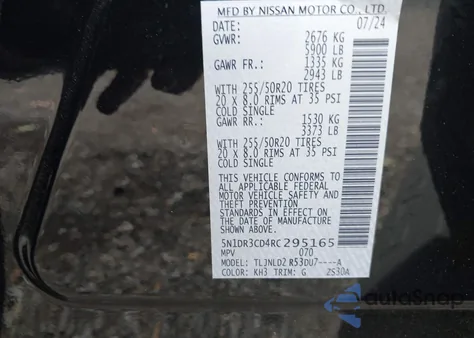 MFD BY NISSAN MOTOR CO., LTD.
DATE: 07/24
GVWR: 2676 KG
5900 LB
GAWR FR.: 1335 KG
2943 LB
WITH 255/50R20 TIRES
20 X 8.0 RIMS AT 35 PSI
COLD SINGLE
GAWR RR.: 1530 KG
3373 LB
WITH 255/50R20 TIRES
20 X 8.0 RIMS AT 35 PSI
COLD SINGLE
THIS VEHICLE CONFORMS TO
ALL APPLICABLE FEDERAL
MOTOR VEHICLE SAFETY
AND THEFT PREVENTION
STANDARDS IN EFFECT ON
THE DATE OF MANUFACTURE
SHOWN ABOVE.
5N1DR3CD4RC295165
MPV 070
MODEL: TLJNLD2 R53DU7----A
COLOR: KH3 TRIM: G 2S30A
autoSnap